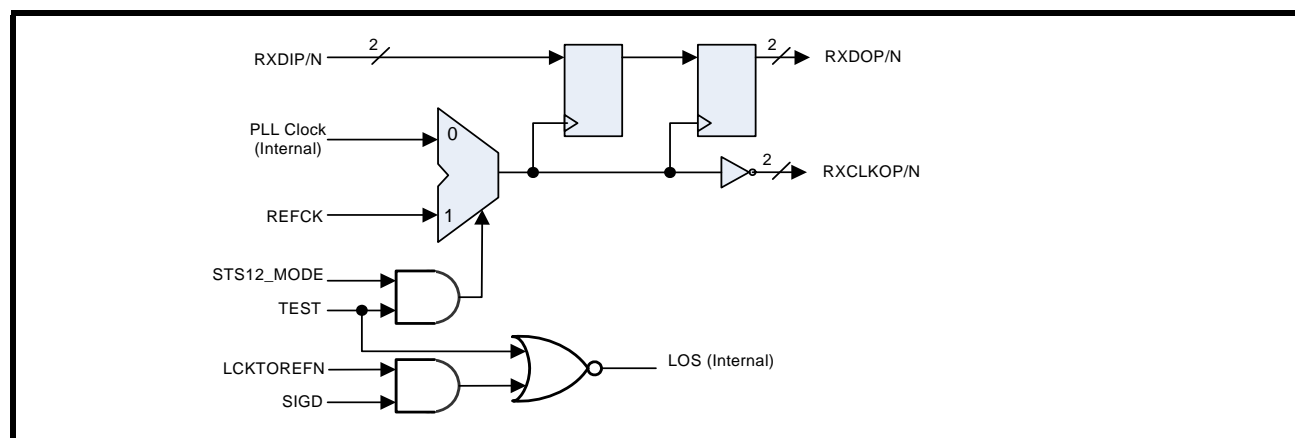 2
2
RXDIP/N
RXDOP/N
PLL Clock
(Internal)
0
2
RXCLKOP/N
REFCK
1
STS12_MODE
TEST
LCKTOREFN
LOS (Internal)
SIGD